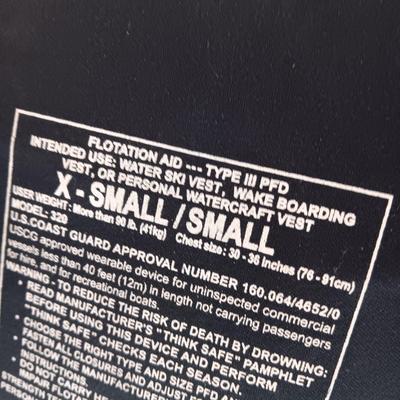 FLOTATION AID --- TYPE III PFD
INTENDED USE: WATER SKI VEST, WAKE BOARDING
VEST, OR PERSONAL WATERCRAFT VEST
X - SMALL / SMALL
USER WEIGHT: More than 90 lb. (41kg) Chest size: 30 - 36 Inches (76 - 91cm)
MODEL: 320
U.S.COAST GUARD APPROVAL NUMBER 160.064/4652/0
USCG approved wearable device for uninspected commercial
vessels less than 40 feet (12m) in length not carrying passengers
for hire, and for recreational boats.
WARNING - TO REDUCE THE RISK OF DEATH BY DROWNING:
• READ MANUFACTURER'S "THINK SAFE" PAMPHLET
BEFORE USING THIS DEVICE AND PERFORM
"THINK SAFE" CHECKS EACH SEASON.
• CHOOSE THE RIGHT TYPE AND SIZE PFD AND
FASTEN ALL CLOSURES AND ADJUST
• FOLLOW THE MANUFACTURER'S
INSTRUCTIONS.
• DO NOT CARRY
REPAIR
PERSON